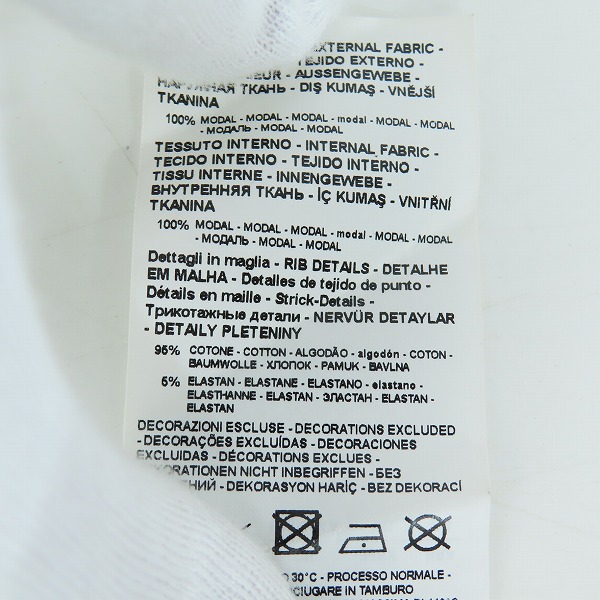 EXTERNAL FABRIC -
TEJIDO EXTERNO -
- AUSSENGEWEBE -
НАРУЖНАЯ ТКАНЬ - DIŞ KUMAŞ - VNĚJŠÍ
TKANINA
100% MODAL - MODAL - MODAL - modal - MODAL - MODAL
- МОДАЛЬ - MODAL - MODAL
TESSUTO INTERNO - INTERNAL FABRIC -
TECIDO INTERNO - TEJIDO INTERNO -
TISSU INTERNE - INNENGEWEBE -
ВНУТРЕННЯЯ ТКАНЬ - İÇ KUMAŞ - VNITŘNÍ
TKANINA
100% MODAL - MODAL - MODAL - modal - MODAL - MODAL
- МОДАЛЬ - MODAL - MODAL
Dettagli in maglia - RIB DETAILS - DETALHE
EM MALHA - Detalles de tejido de punto -
Détails en maille - Strick-Details -
Трикотажные детали - NERVÜR DETAYLAR
- DETAILY PLETENINY
95% COTONE - COTTON - ALGODÃO - algodón - COTON -
BAUMWOLLE - ХЛОПОК - PAMUK - BAVLNA
5% ELASTAN - ELASTANE - ELASTANO - elastano -
ELASTHANNE - ELASTAN - ЭЛАСТАН - ELASTAN -
ELASTAN
DECORAZIONI ESCLUSE - DECORATIONS EXCLUDED
- DECORAÇÕES EXCLUÍDAS - DECORACIONES
EXCLUIDAS - DÉCORATIONS EXCLUES -
DEKORATIONEN NICHT INBEGRIFFEN - БЕЗ
- DEKORASYON HARİÇ - BEZ DEKORACÍ
30°C - PROCESSO NORMALE -
ASCIUGARE IN TAMBURO